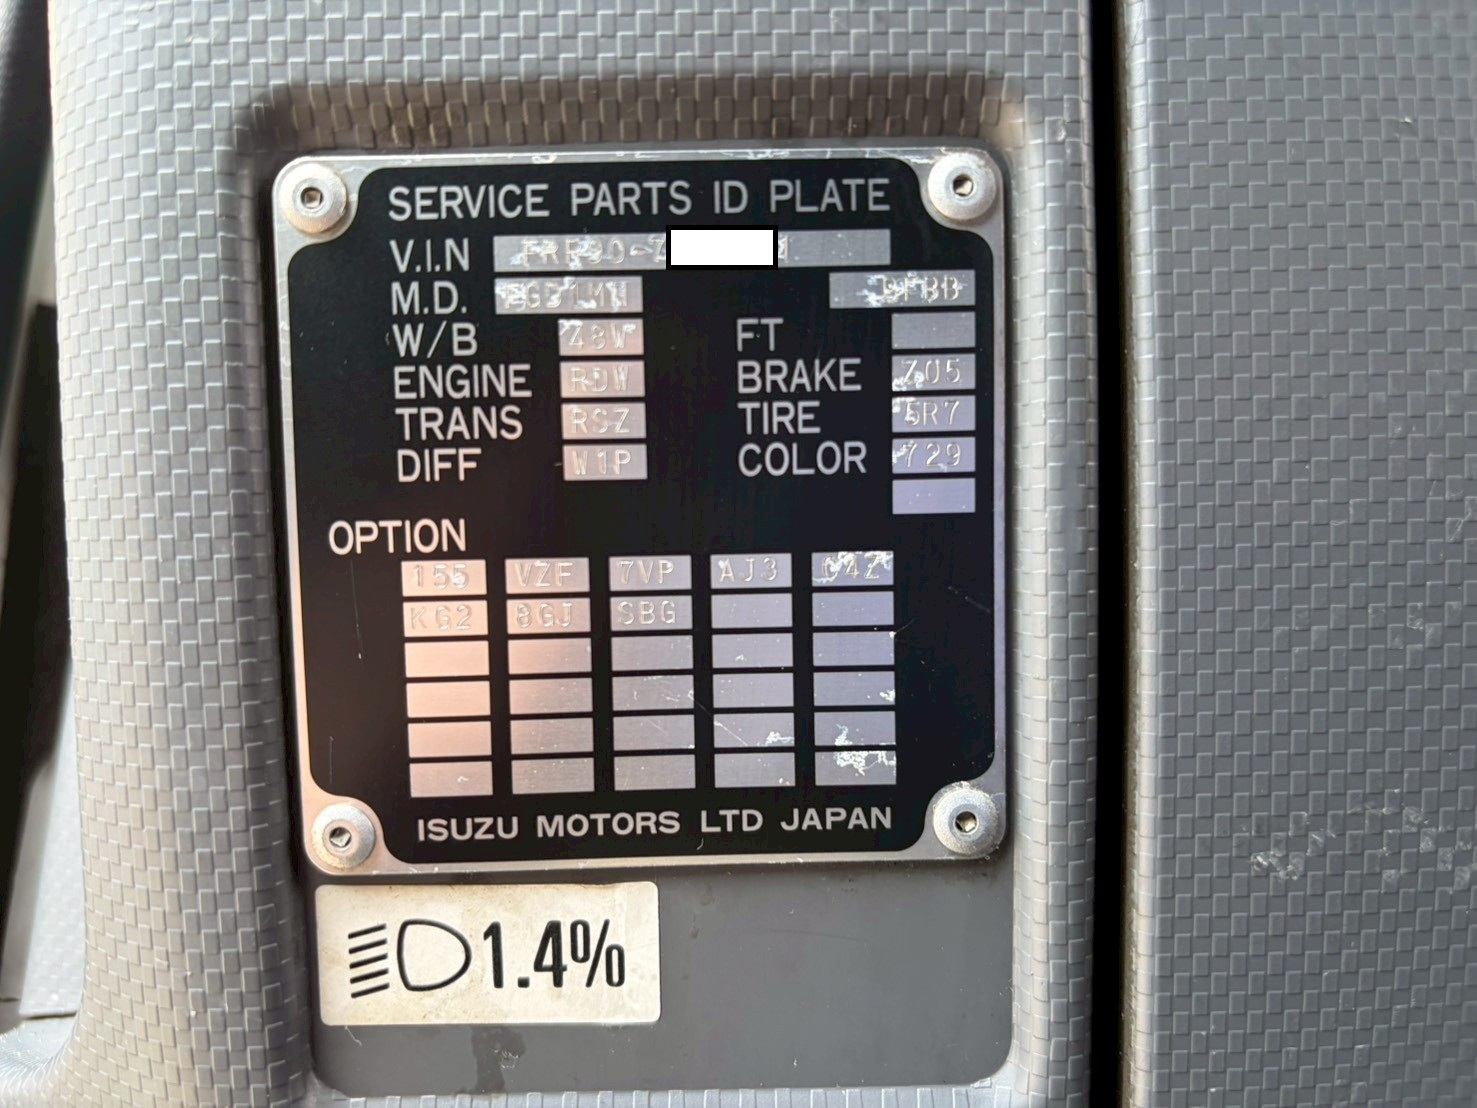 SERVICE PARTS ID PLATE
V.I.N
M.D.
W/B 48W FT
ENGINE RDW BRAKE Z05
TRANS RSZ TIRE 5R7
DIFF W1P COLOR 729
OPTION
155 VZF 7VP AJ3
KG2 8GJ SBG
ISUZU MOTORS LTD JAPAN
1.4%